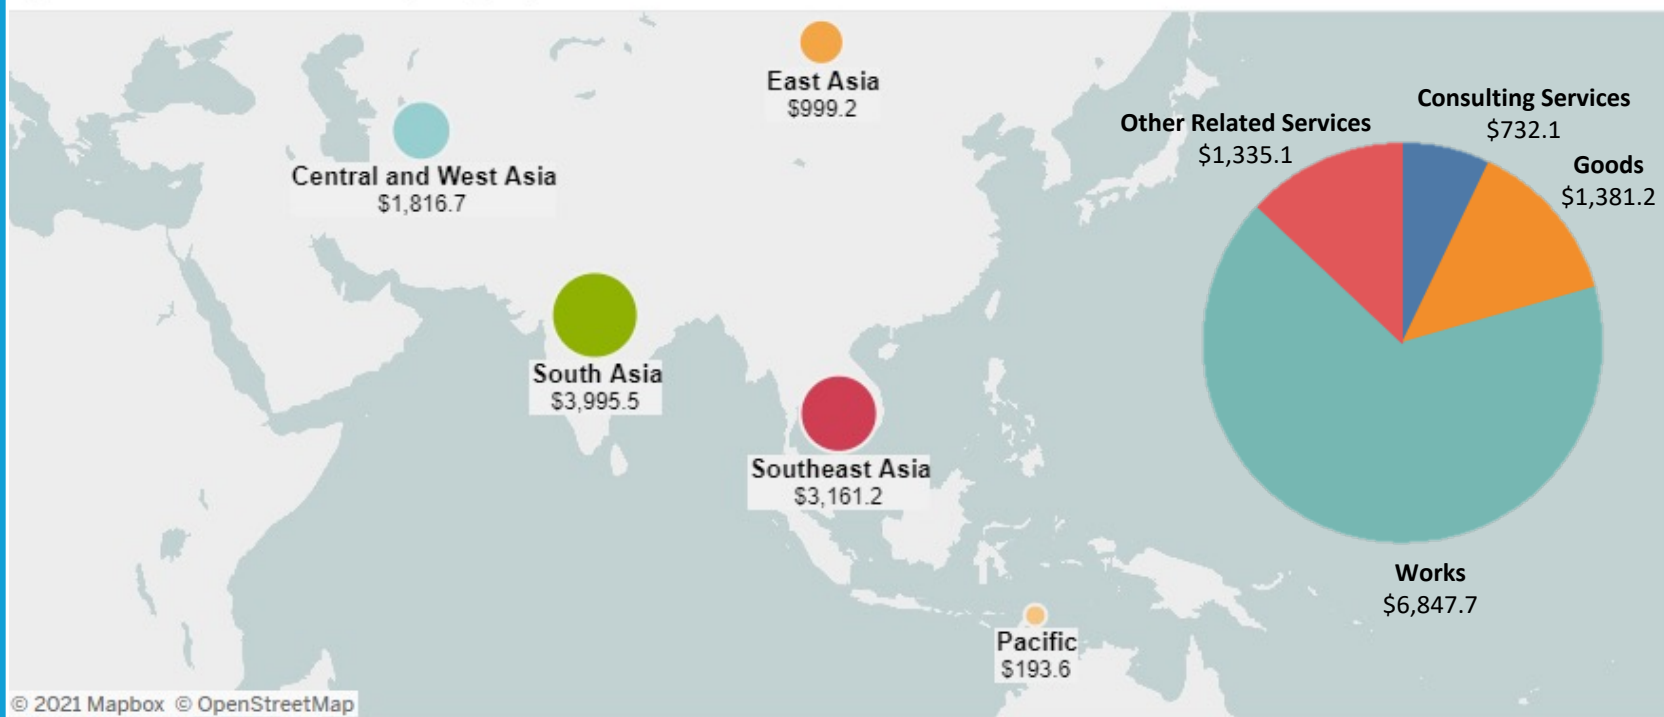 East Asia
$999.2
Central and West Asia
$1,816.7
South Asia
$3,995.5
Southeast Asia
$3,161.2
Pacific
$193.6
Other Related Services
$1,335.1
Consulting Services
$732.1
Goods
$1,381.2
Works
$6,847.7
© 2021 Mapbox © OpenStreetMap